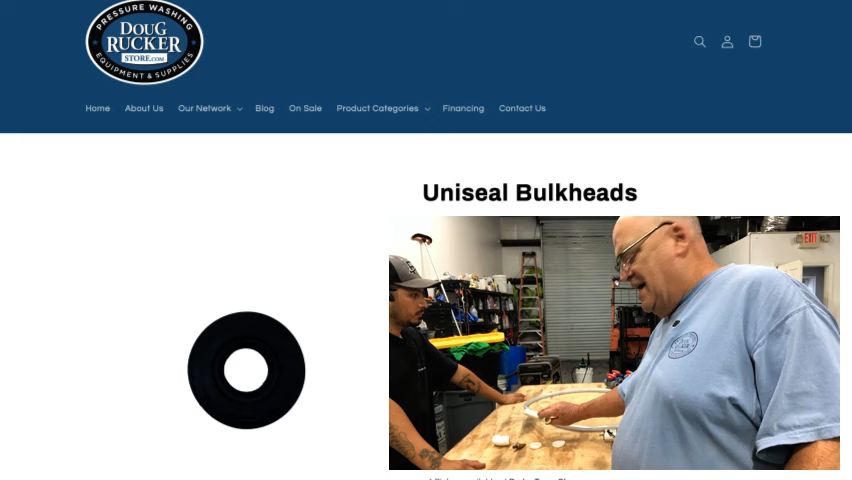 PRESSURE WASHING
DOUG
RUCKER
STORE.COM
EQUIPMENT & SUPPLIES
Home
About Us
Our Network
Blog
On Sale
Product Categories
Financing
Contact Us
Uniseal Bulkheads
EXIT